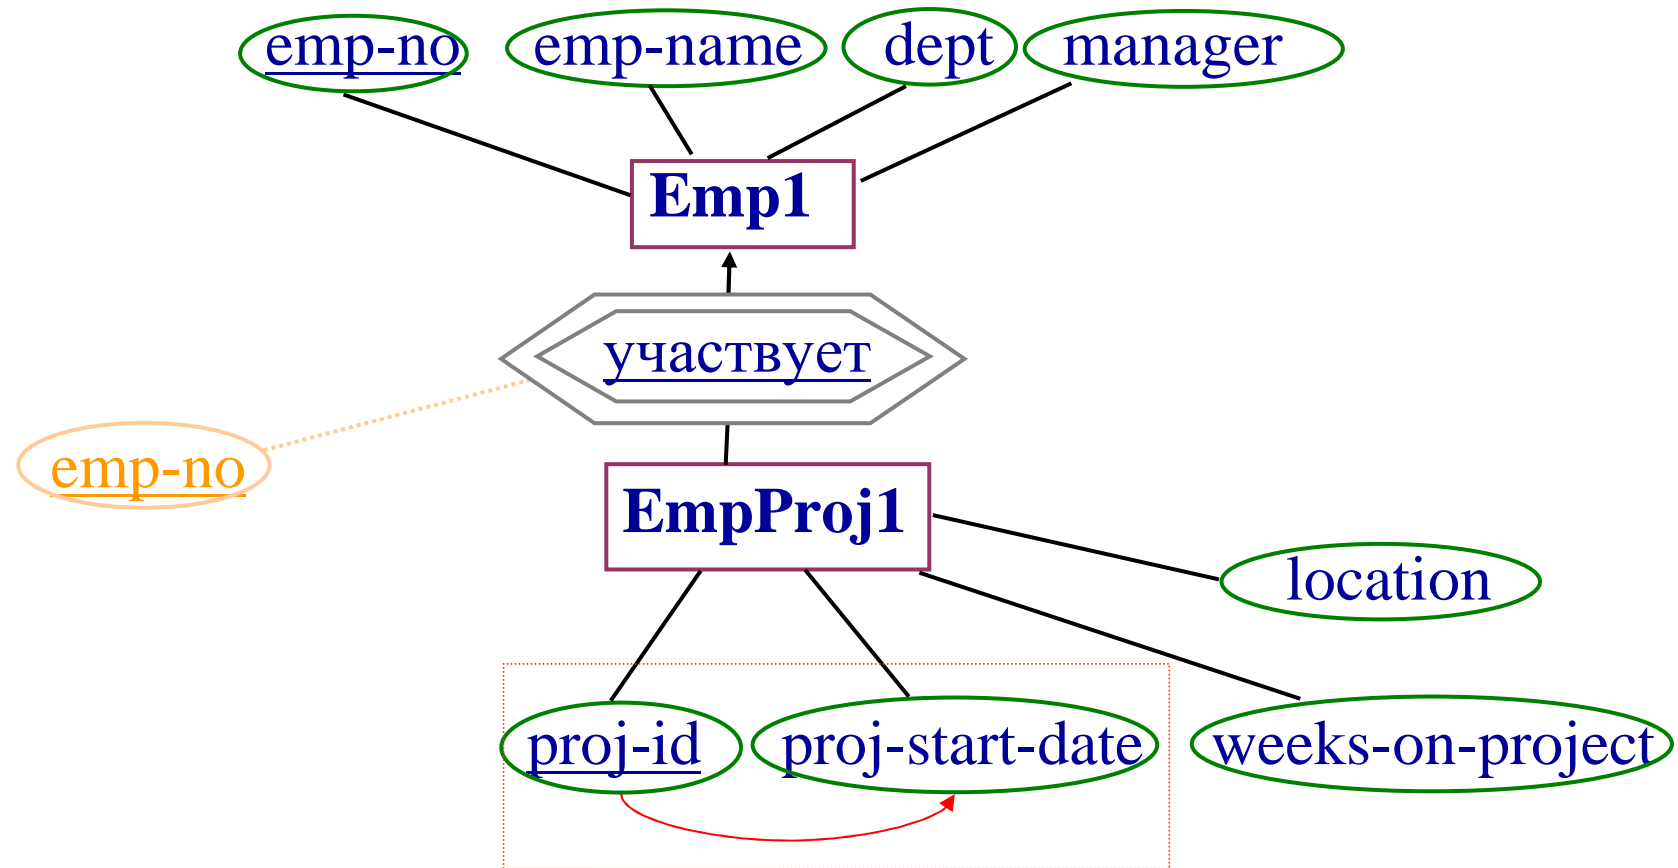 emp-no emp-name dept manager
Emp1
участвует
emp-no
EmpProj1
location
proj-id proj-start-date weeks-on-project